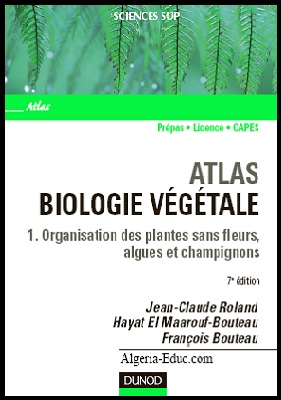 SCIENCES SUP
Atlas
Prépas • Licence • CAPES
ATLAS
BIOLOGIE VÉGÉTALE
1. Organisation des plantes sans fleurs,
algues et champignons
7e édition
Jean-Claude Roland
Hayat El Maarouf-Bouteau
François Bouteau
Algeria-Educ.com
DUNOD